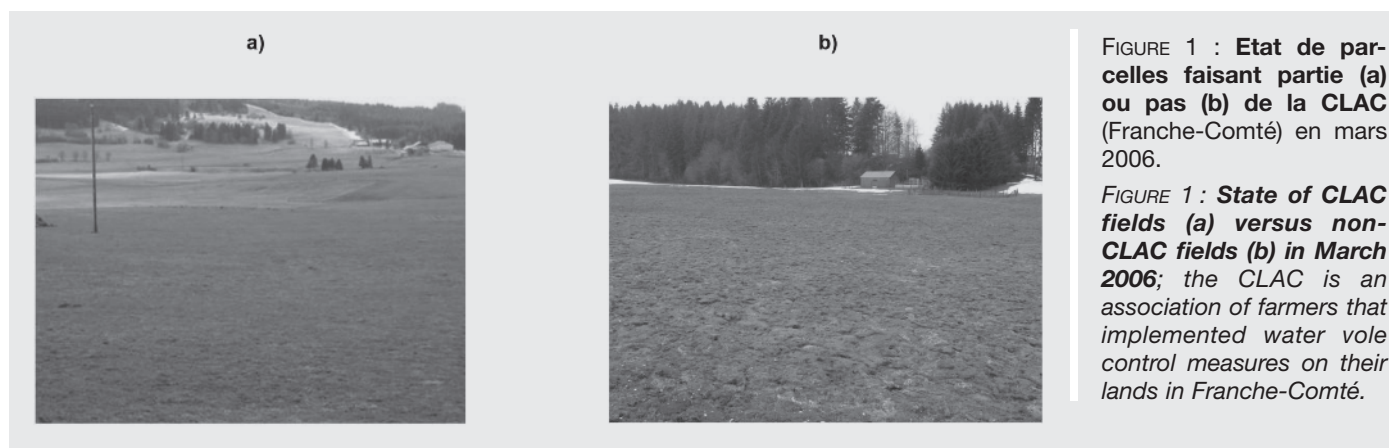 a)
b)
FIGURE 1 : Etat de par-
celles faisant partie (a)
ou pas (b) de la CLAC
(Franche-Comté) en mars
2006.
FIGURE 1 : State of CLAC
fields (a) versus non-
CLAC fields (b) in March
2006; the CLAC is an
association of farmers that
implemented water vole
control measures on their
lands in Franche-Comté.